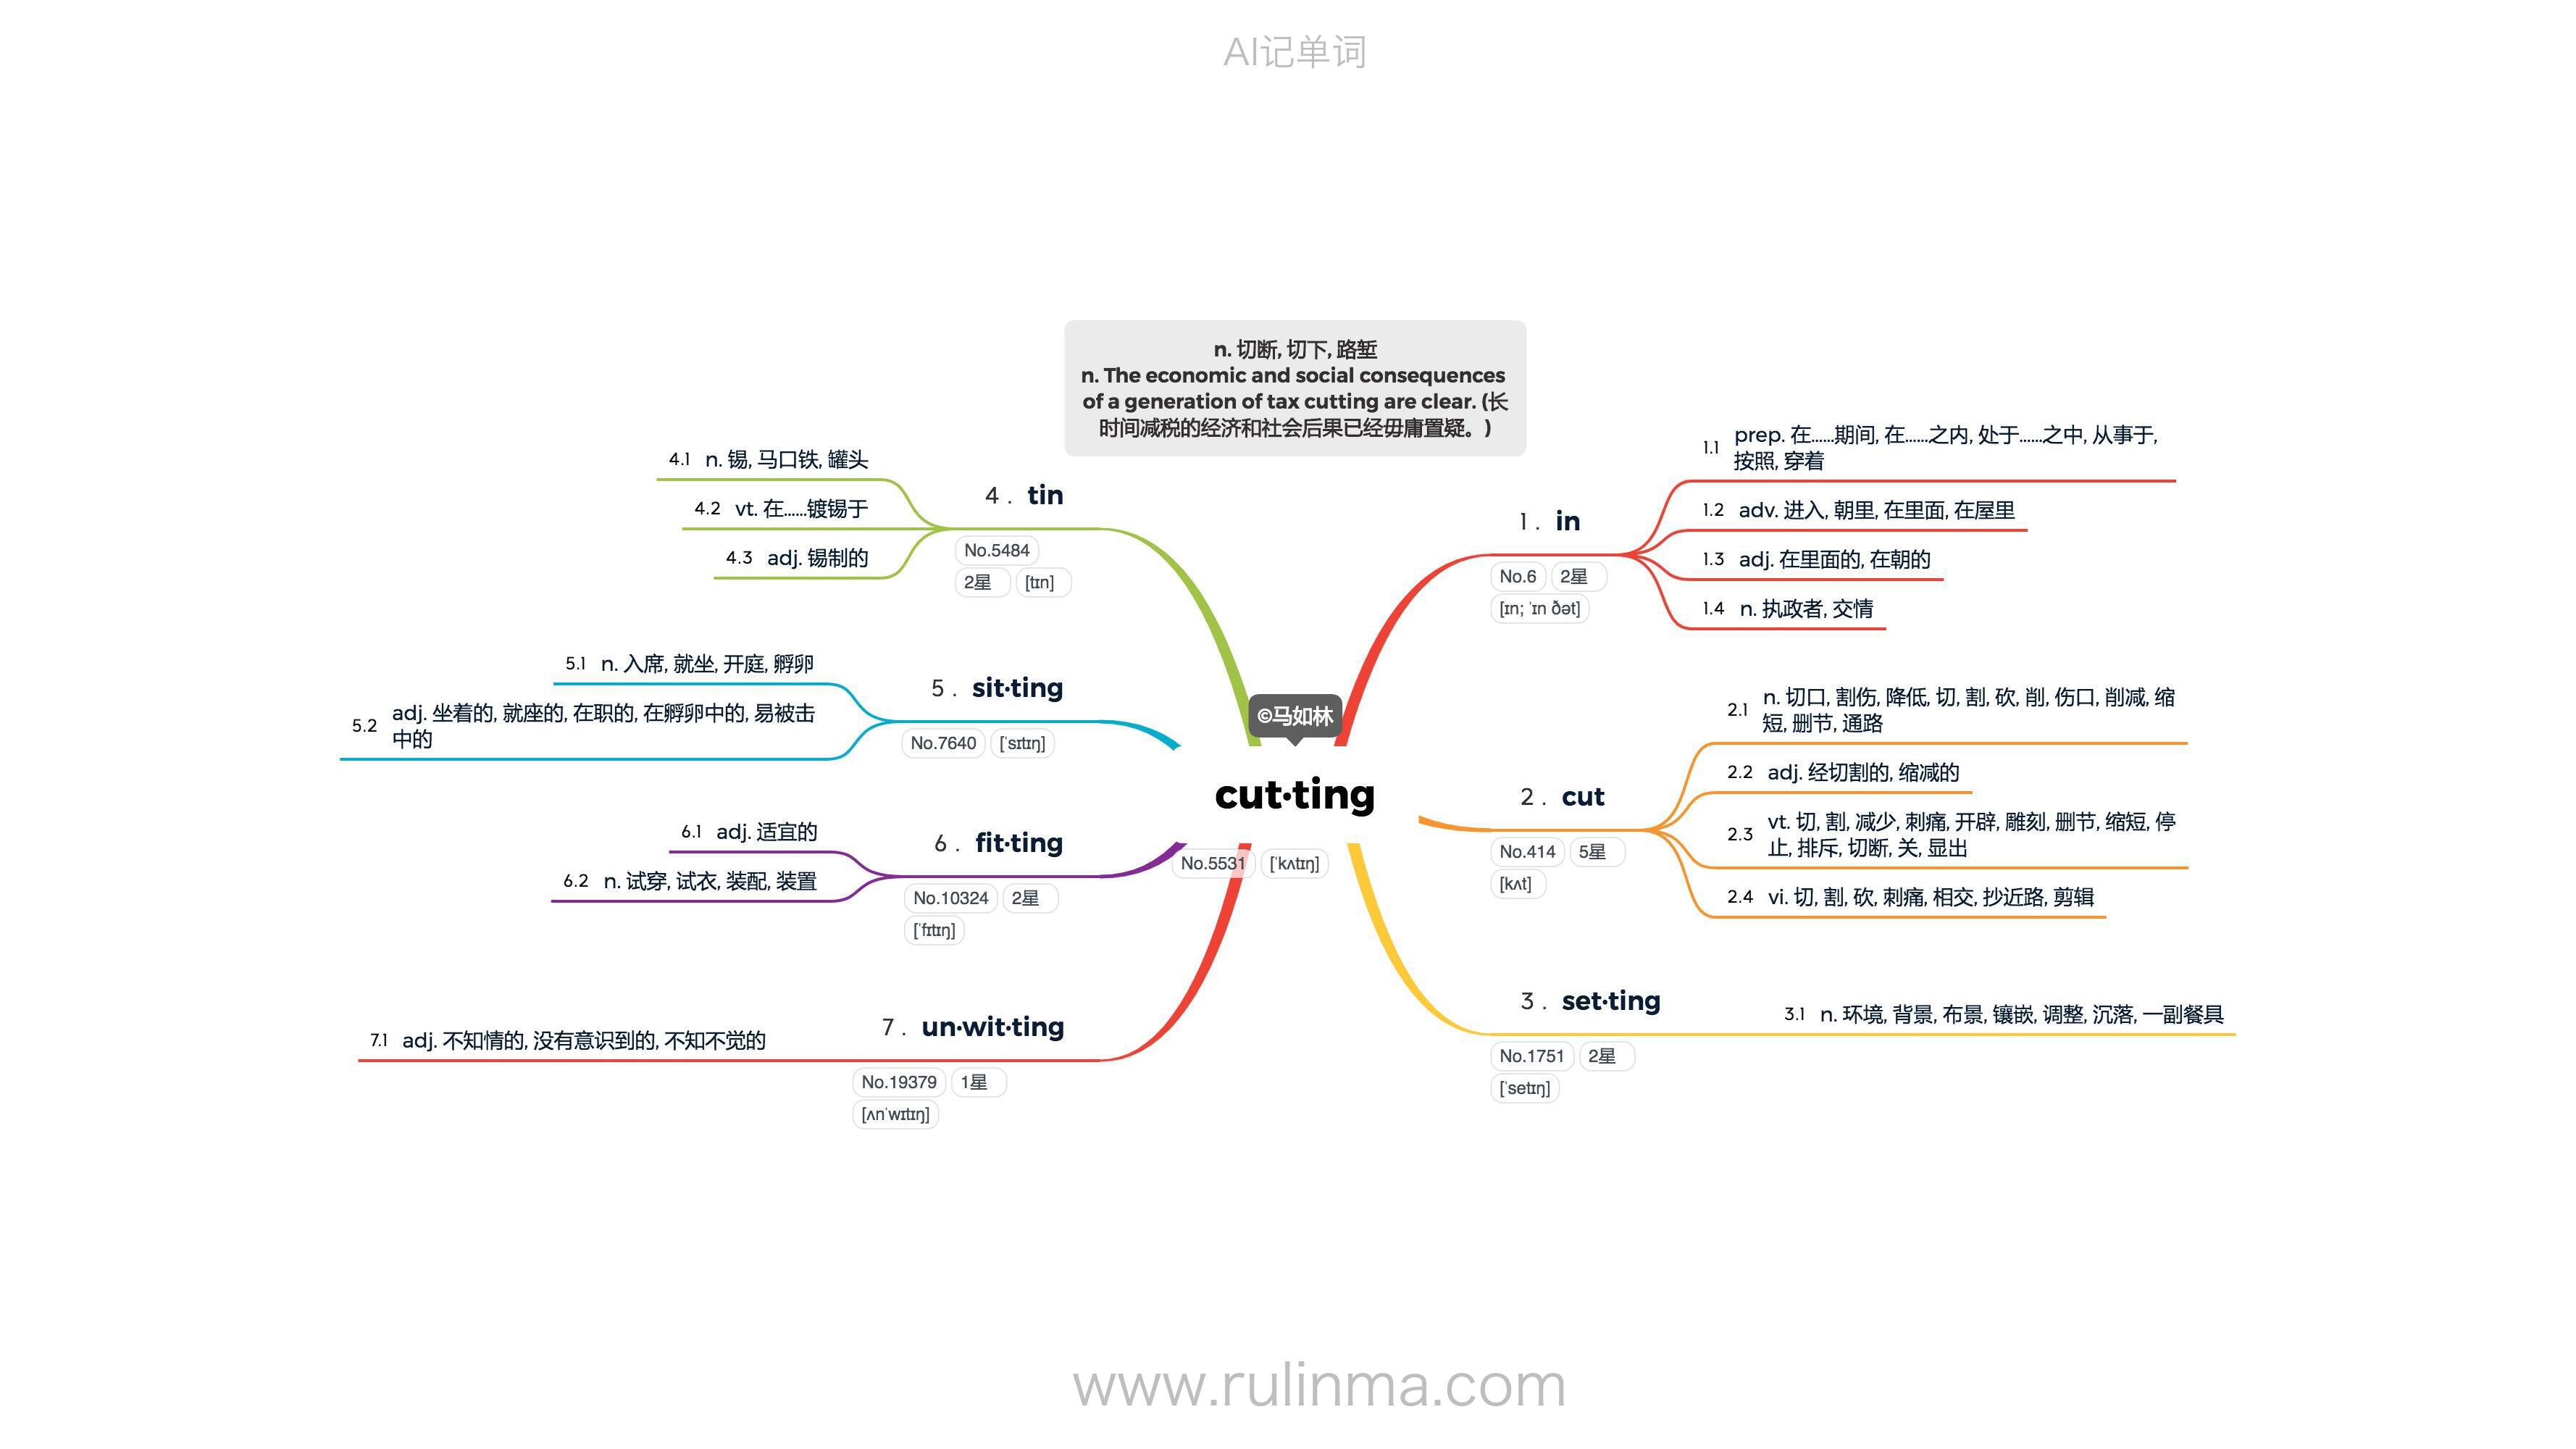 AI记单词
n. 切断, 切下, 路堑
n. The economic and social consequences
of a generation of tax cutting are clear. (长
时间减税的经济和社会后果已经毋庸置疑。)
©马如林
cut·ting
No.5531 [ˈkʌtɪŋ]
1. in
No.6 2星
[ɪn; ˈɪn ðət]
1.1 prep. 在……期间, 在……之内, 处于……之中, 从事于,
按照, 穿着
1.2 adv. 进入, 朝里, 在里面, 在屋里
1.3 adj. 在里面的, 在朝的
1.4 n. 执政者, 交情
2. cut
No.414 5星
[kʌt]
2.1 n. 切口, 割伤, 降低, 切, 割, 砍, 削, 伤口, 削减, 缩
短, 删节, 通路
2.2 adj. 经切割的, 缩减的
2.3 vt. 切, 割, 减少, 刺痛, 开辟, 雕刻, 删节, 缩短, 停
止, 排斥, 切断, 关, 显出
2.4 vi. 切, 割, 砍, 刺痛, 相交, 抄近路, 剪辑
3. set·ting
No.1751 2星
[ˈsetɪŋ]
3.1 n. 环境, 背景, 布景, 镶嵌, 调整, 沉落, 一副餐具
4. tin
No.5484
2星 [tɪn]
4.1 n. 锡, 马口铁, 罐头
4.2 vt. 在……镀锡于
4.3 adj. 锡制的
5. sit·ting
No.7640 [ˈsɪtɪŋ]
5.1 n. 入席, 就坐, 开庭, 孵卵
5.2 adj. 坐着的, 就座的, 在职的, 在孵卵中的, 易被击
中的
6. fit·ting
No.10324 2星
[ˈfɪtɪŋ]
6.1 adj. 适宜的
6.2 n. 试穿, 试衣, 装配, 装置
7. un·wit·ting
No.19379 1星
[ʌnˈwɪtɪŋ]
7.1 adj. 不知情的, 没有意识到的, 不知不觉的
www.rulinma.com